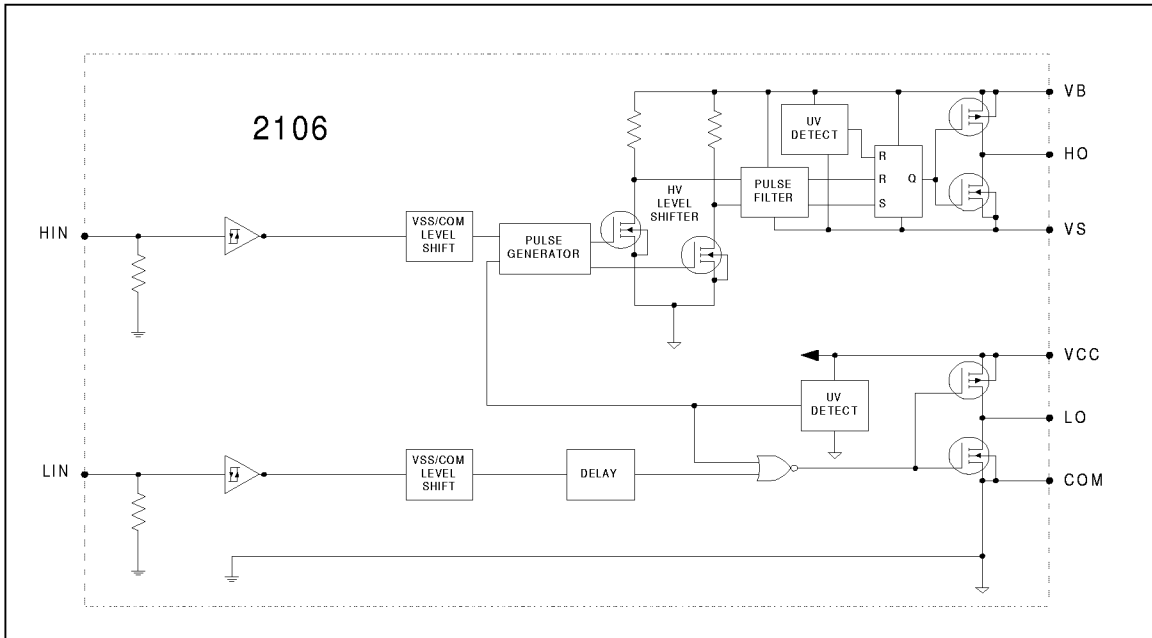 2106
VB
UV
DETECT
HO
R
R
Q
S
PULSE
FILTER
HV
LEVEL
SHIFTER
HIN
VSS/COM
LEVEL
SHIFT
PULSE
GENERATOR
VS
VCC
UV
DETECT
LO
LIN
VSS/COM
LEVEL
SHIFT
DELAY
COM